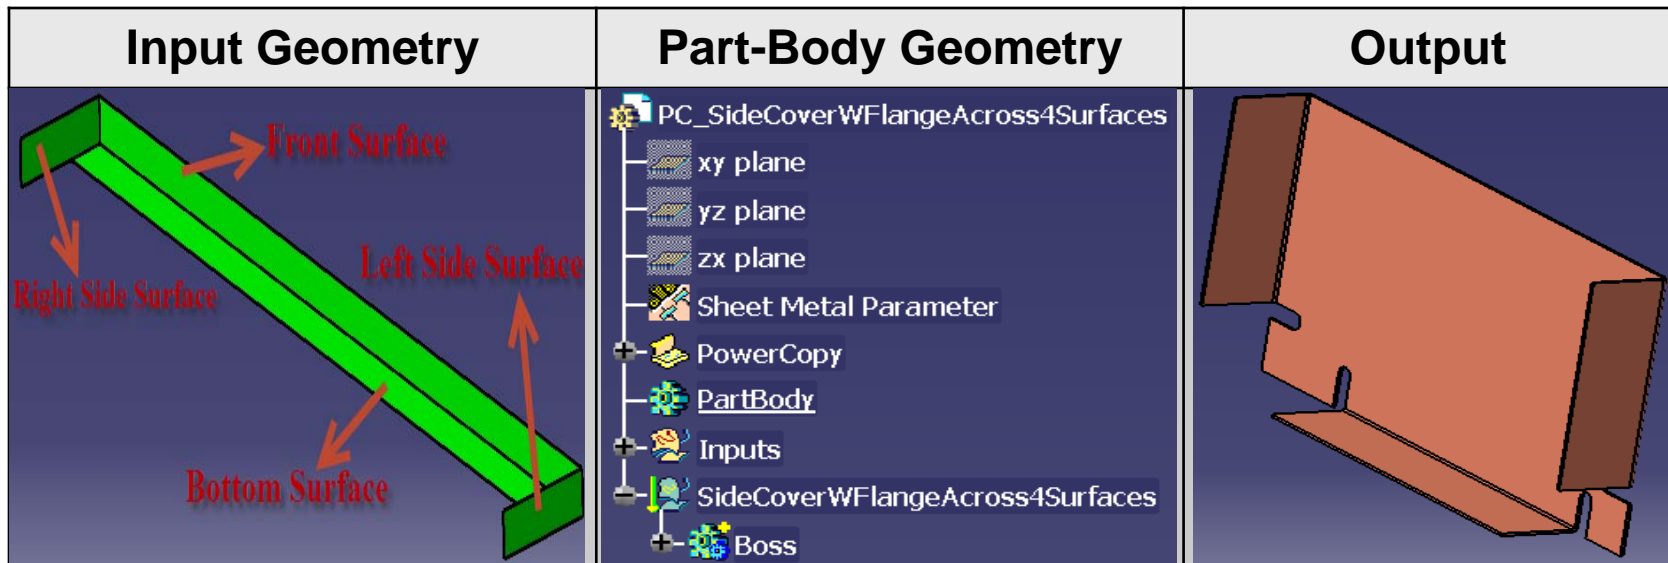 Input Geometry
Part-Body Geometry
Output
Front Surface
Left Side Surface
Right Side Surface
Bottom Surface
PC_SideCoverWFlangeAcross4Surfaces
xy plane
yz plane
zx plane
Sheet Metal Parameter
PowerCopy
PartBody
Inputs
SideCoverWFlangeAcross4Surfaces
Boss